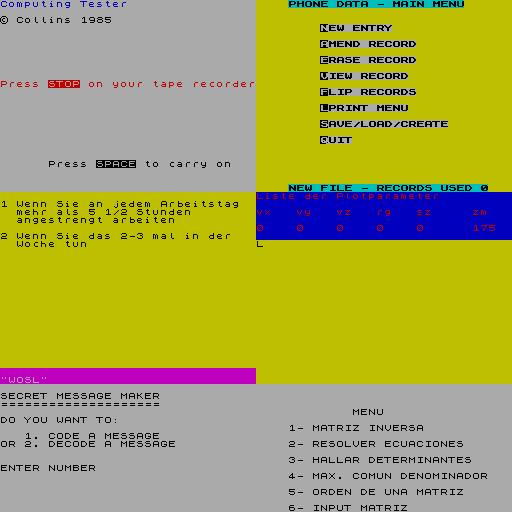 Computing Tester
© Collins 1985
Press STOP on your tape recorder
Press SPACE to carry on
PHONE DATA - MAIN MENU
NEW ENTRY
AMEND RECORD
ERASE RECORD
VIEW RECORD
FLIP RECORDS
LPRINT MENU
SAVE/LOAD/CREATE
QUIT
NEW FILE - RECORDS USED 0
1 Wenn Sie an jedem Arbeitstag
mehr als 5 1/2 Stunden
angestrengt arbeiten
2 Wenn Sie das 2-3 mal in der
Woche tun
"WOSL"
Liste der Plotparameter
vx vy vz rg sz zm
0 0 0 0 0 175
L
SECRET MESSAGE MAKER
====================
DO YOU WANT TO:
1. CODE A MESSAGE
OR 2. DECODE A MESSAGE
ENTER NUMBER
MENU
1- MATRIZ INVERSA
2- RESOLVER ECUACIONES
3- HALLAR DETERMINANTES
4- MAX. COMUN DENOMINADOR
5- ORDEN DE UNA MATRIZ
6- INPUT MATRIZ